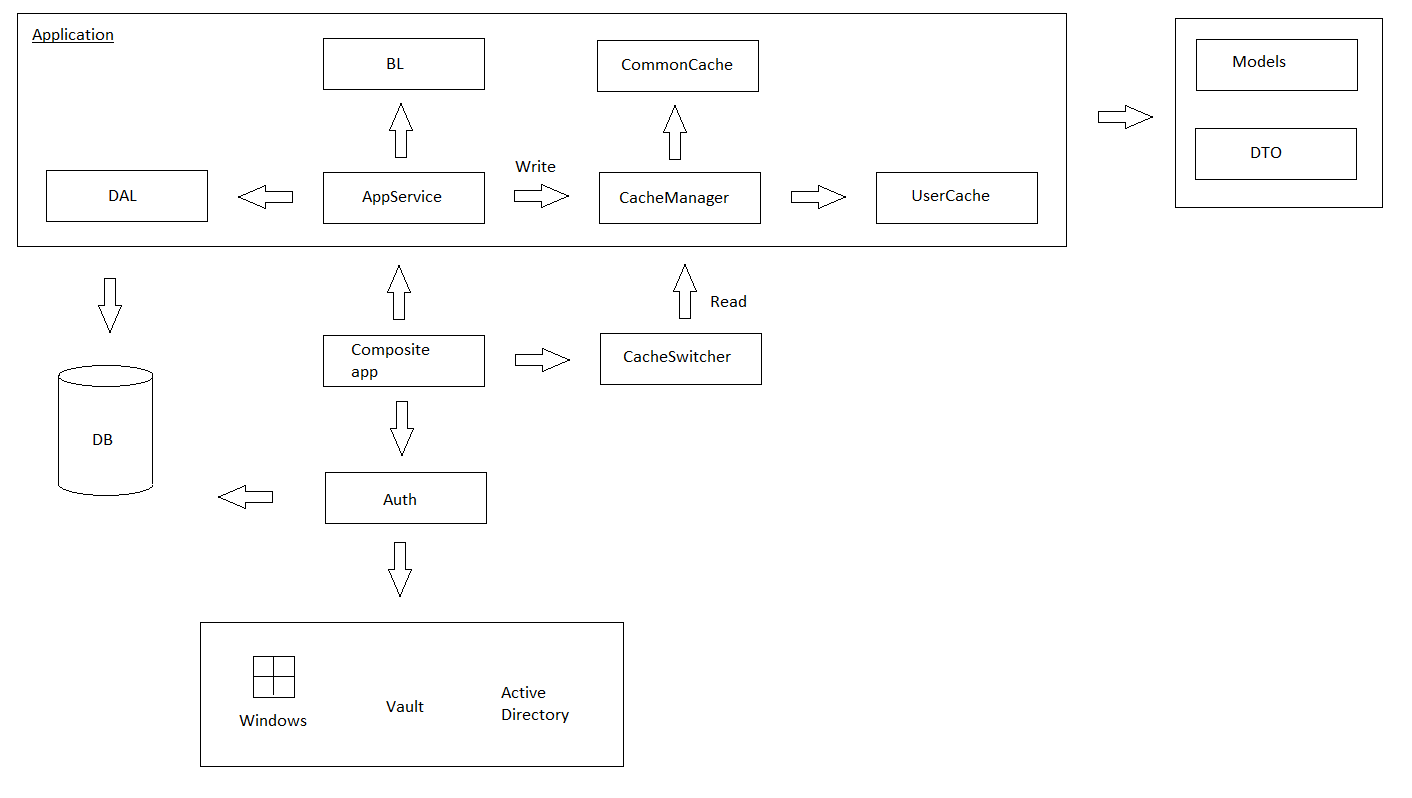 Application
BL
CommonCache
Models
DTO
Write
DAL
AppService
CacheManager
UserCache
Read
Composite
app
CacheSwitcher
DB
Auth
Windows
Vault
Active
Directory